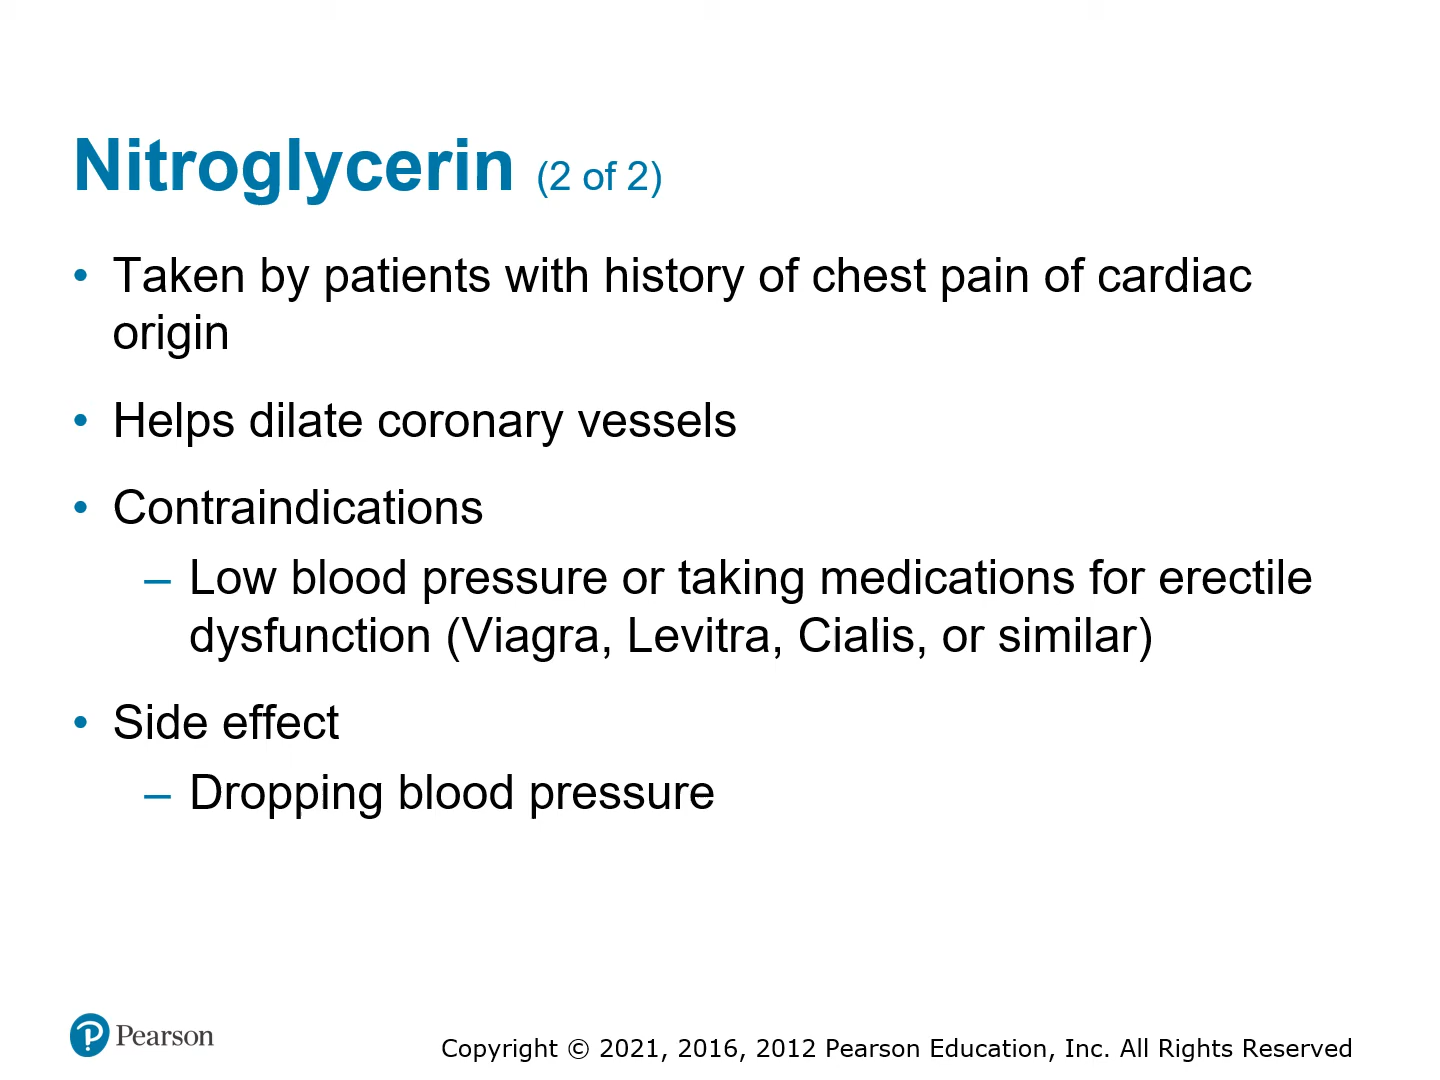 Nitroglycerin (2 of 2)
• Taken by patients with history of chest pain of cardiac
origin
• Helps dilate coronary vessels
• Contraindications
– Low blood pressure or taking medications for erectile
dysfunction (Viagra, Levitra, Cialis, or similar)
• Side effect
– Dropping blood pressure
Pearson
Copyright © 2021, 2016, 2012 Pearson Education, Inc. All Rights Reserved